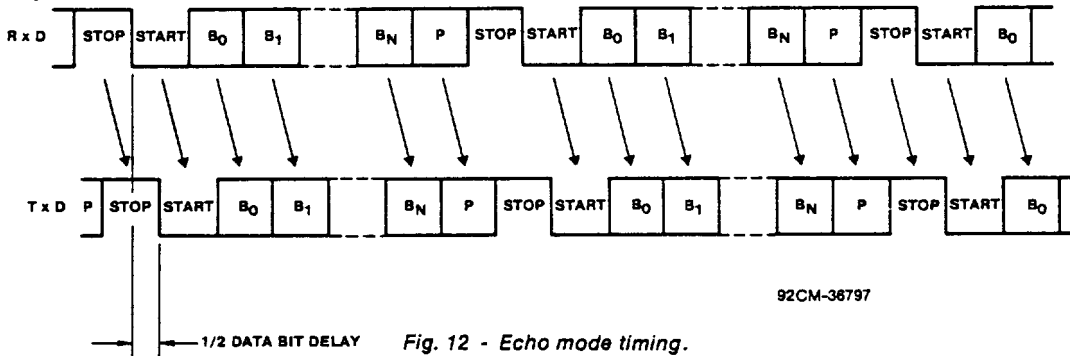 R x D STOP START B0 B1 BN P STOP START B0 B1 BN P STOP START B0
T x D P STOP START B0 B1 BN P STOP START B0 B1 BN P STOP START B0
92CM-36797
1/2 DATA BIT DELAY
Fig. 12 - Echo mode timing.